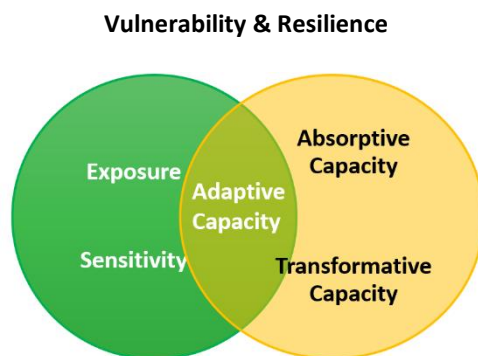 Vulnerability & Resilience
Exposure
Sensitivity
Adaptive
Capacity
Absorptive
Capacity
Transformative
Capacity